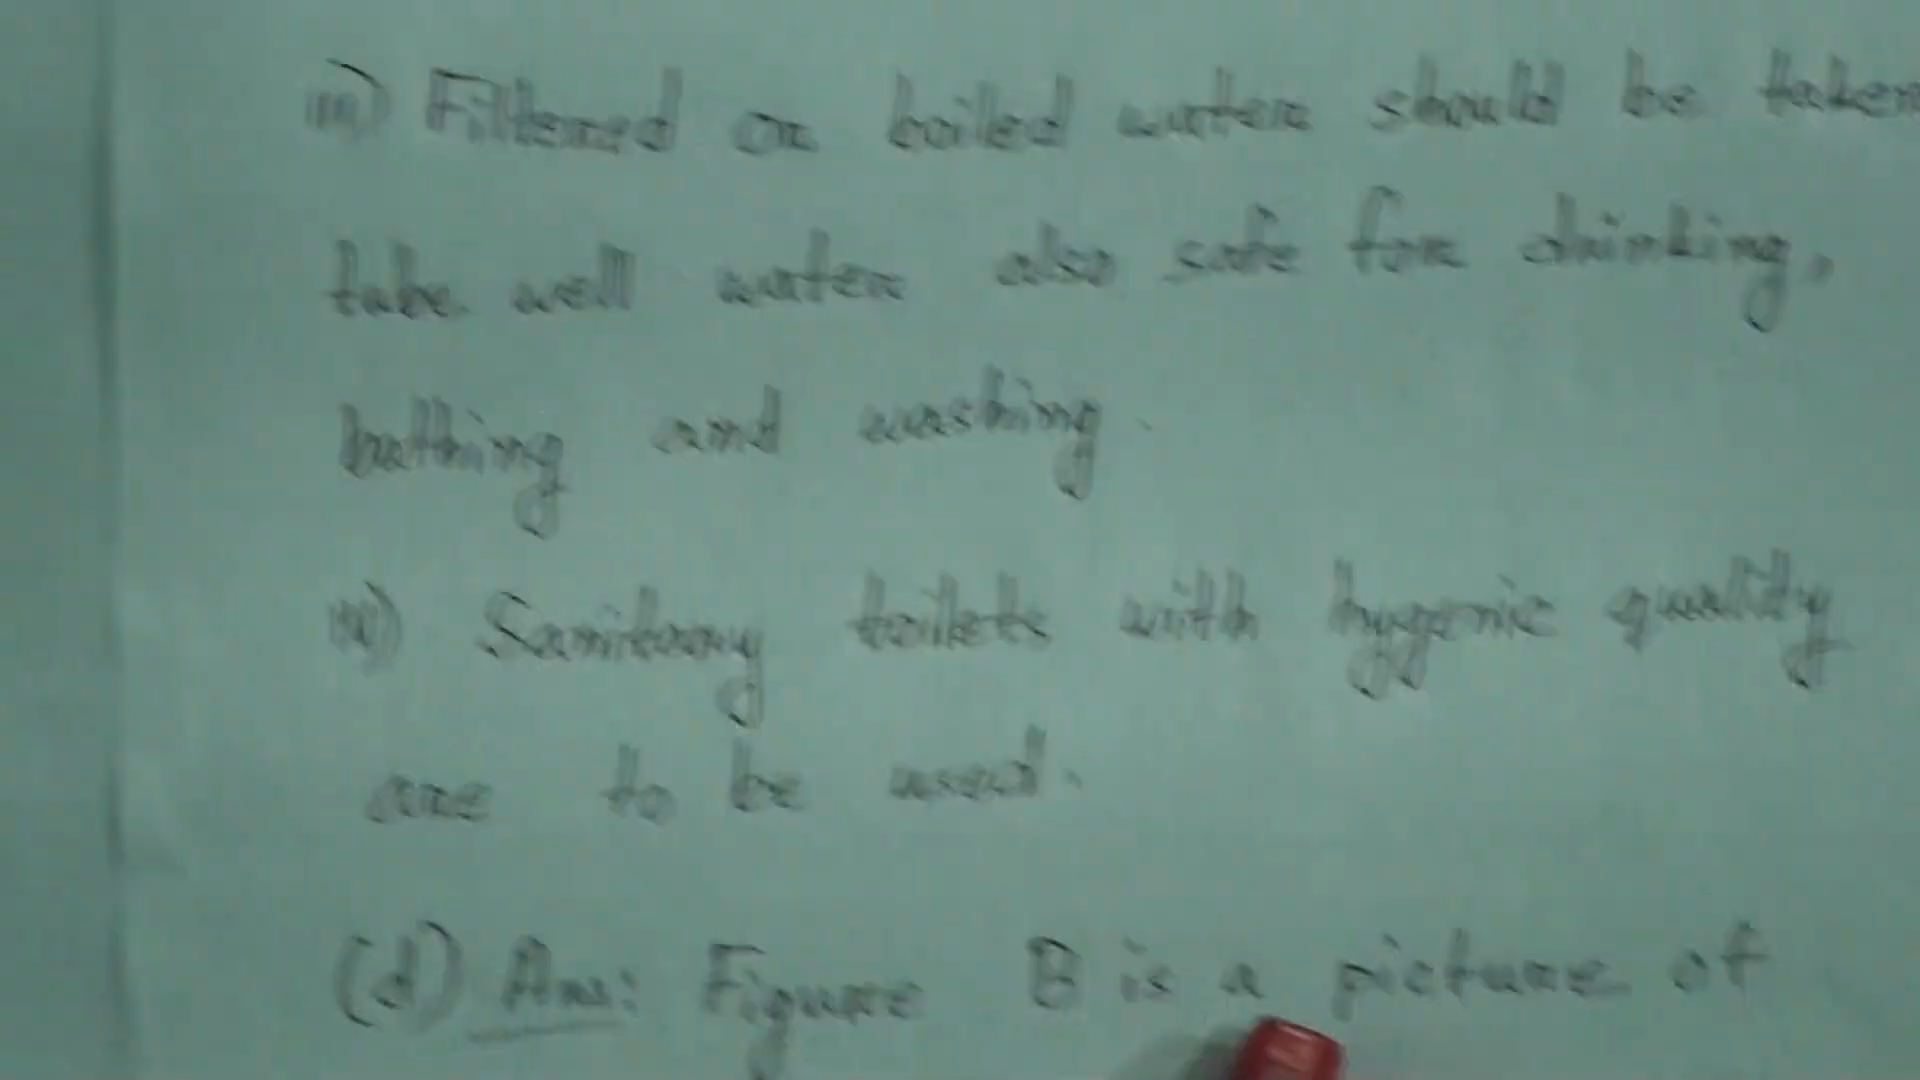 iii) Filtered or boiled water should be taken
tube well water also safe for drinking,
bathing and washing.
iv) Sanitary toilets with hygenic quality
are to be used.
(d) Ans: Figure B is a picture of